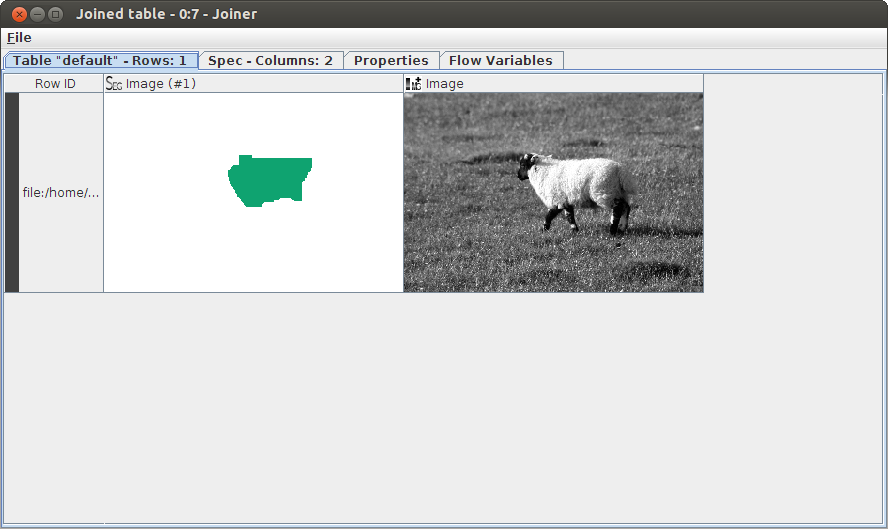 Joined table - 0:7 - Joiner
File
Table "default" - Rows: 1 Spec - Columns: 2 Properties Flow Variables
Row ID SEG Image (#1) Image
file:/home/...